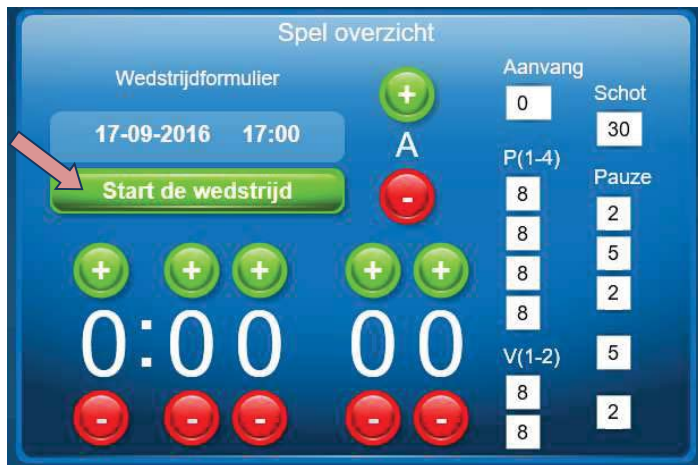 Spel overzicht
Wedstrijdformulier
17-09-2016 17:00
Start de wedstrijd
+
A
-
+ + + + +
0:00 00
- - - - -
Aanvang
0
Schot
30
P(1-4)
8
8
8
8
Pauze
2
5
2
5
2
V(1-2)
8
8